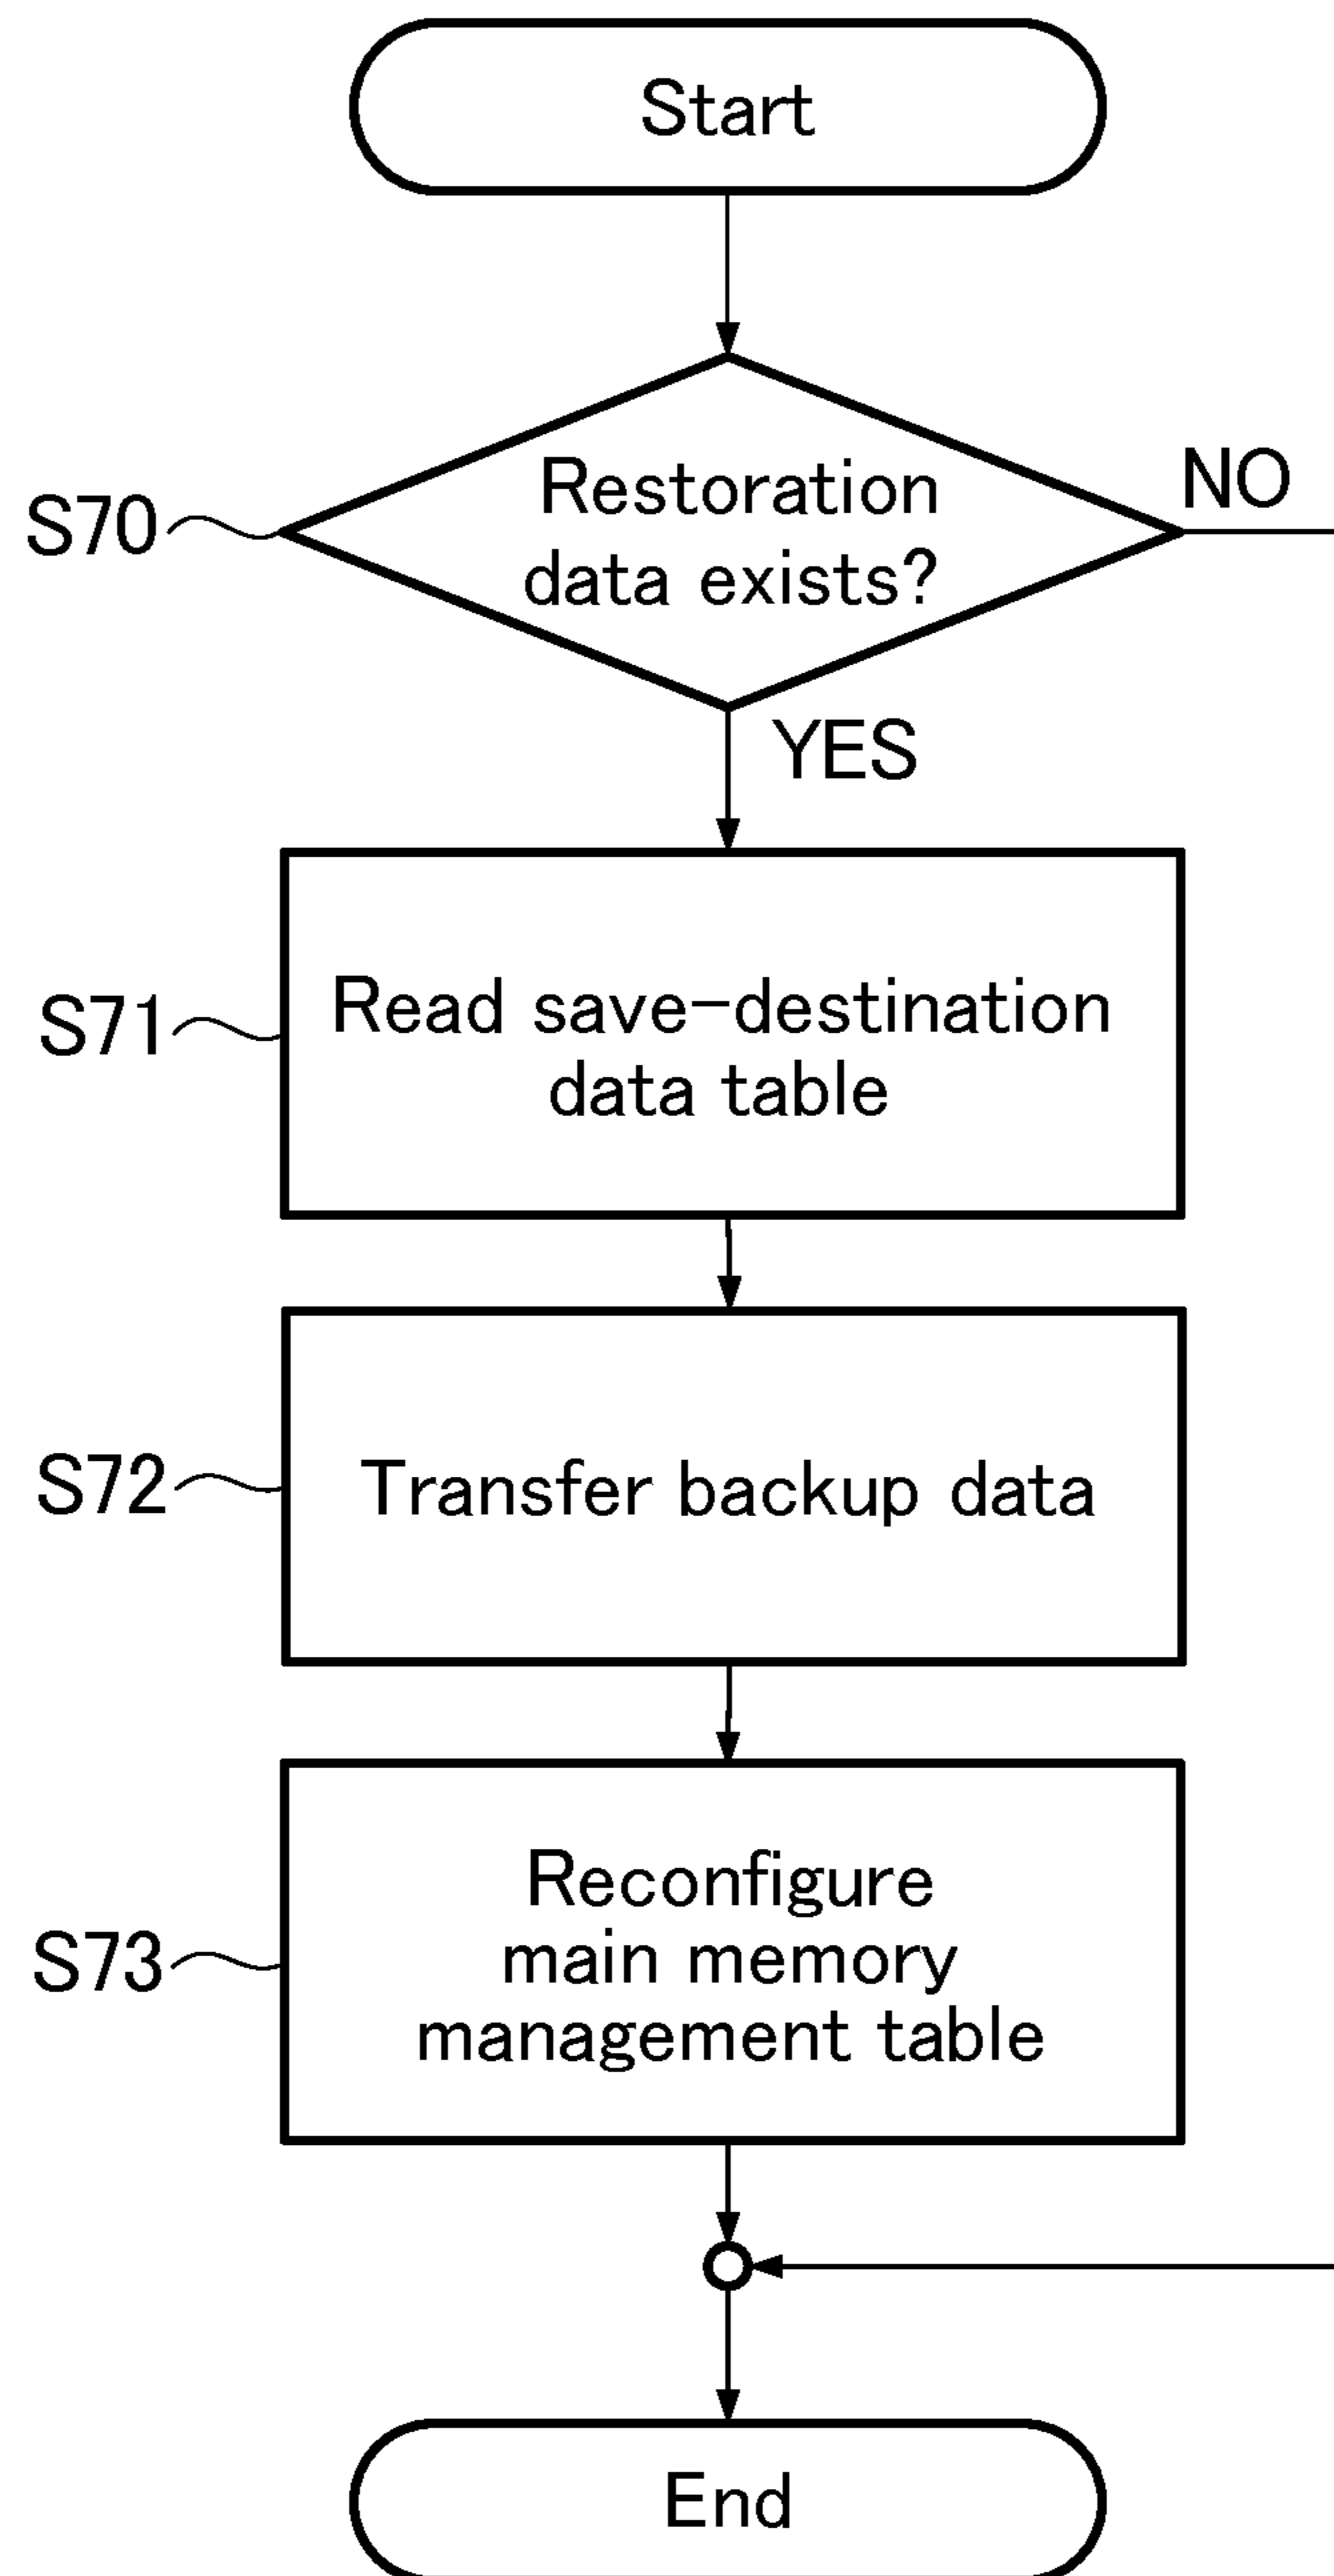 Start
Restoration
data exists?
NO
S70
YES
S71
Read save-destination
data table
S72
Transfer backup data
S73
Reconfigure
main memory
management table
End